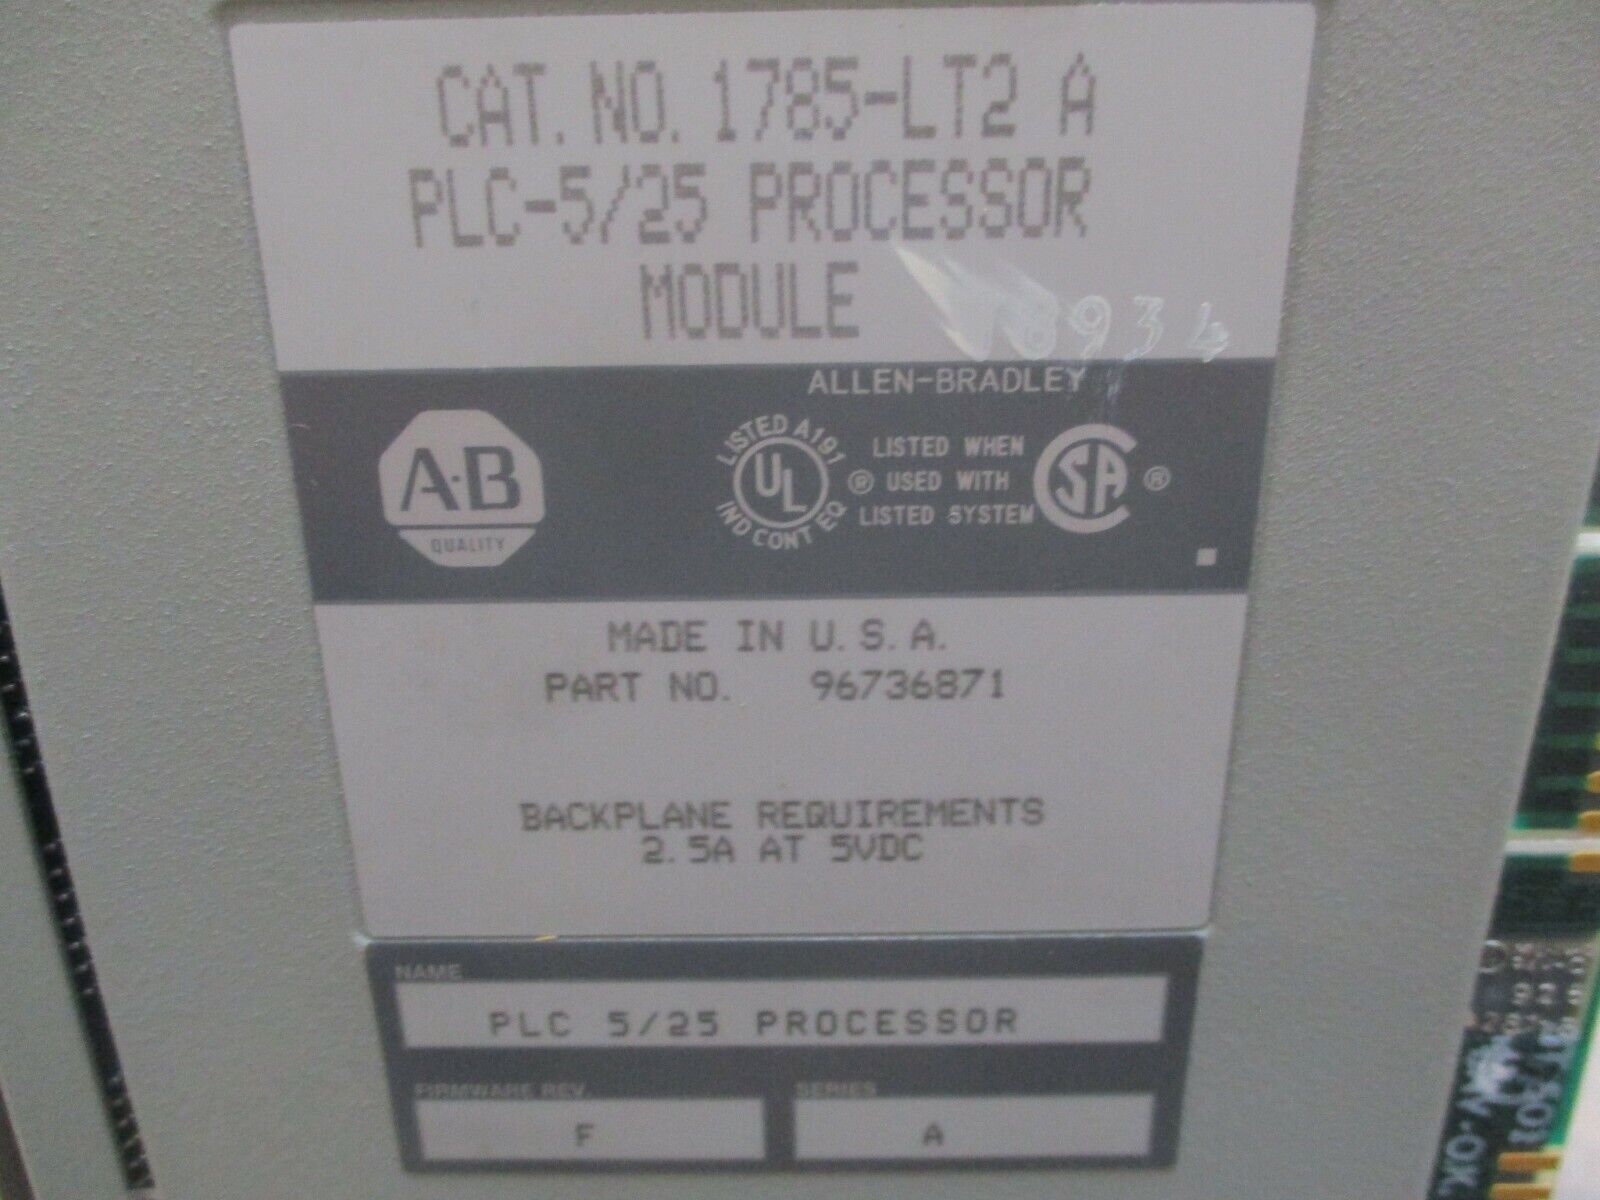 CAT. NO. 1785-LT2 A
PLC-5/25 PROCESSOR
MODULE
8934
ALLEN-BRADLEY
A·B
QUALITY
LISTED A191
UL
IND CONT EQ
®
LISTED WHEN
USED WITH
LISTED SYSTEM
SA
®
MADE IN U.S.A.
PART NO. 96736871
BACKPLANE REQUIREMENTS
2.5A AT 5VDC
NAME
PLC 5/25 PROCESSOR
FIRMWARE REV.
F
SERIES
A